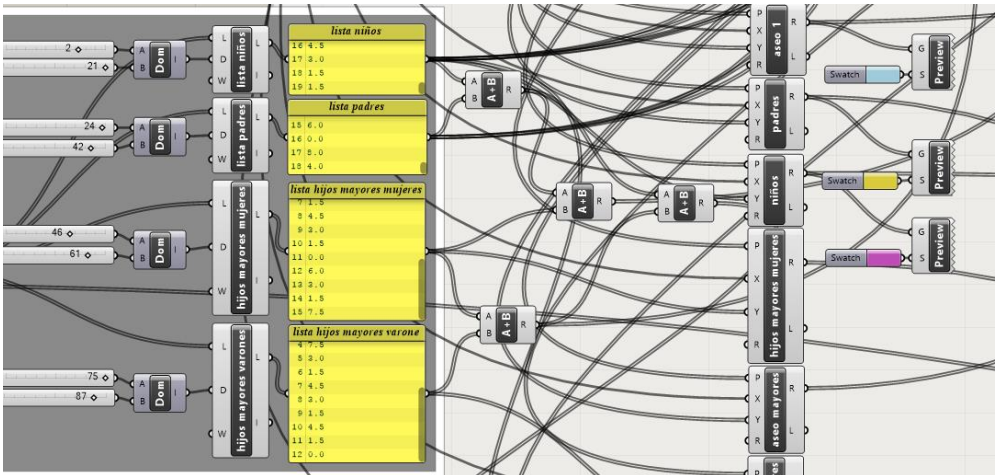 2
21
A
B
Dom
I
L
D
W
lista niños
L
I
lista niños
16 4.5
17 3.0
18 1.5
19 1.5
24
42
A
B
Dom
I
L
D
W
lista padres
L
I
lista padres
15 6.0
16 0.0
17 8.0
18 4.0
46
61
A
B
Dom
I
L
D
W
hijos mayores mujeres
L
I
lista hijos mayores mujeres
7 1.5
8 4.5
9 3.0
10 1.5
11 0.0
12 6.0
13 3.0
14 1.5
15 7.5
75
87
A
B
Dom
I
L
D
W
hijos mayores varones
L
I
lista hijos mayores varone
4 7.5
5 3.0
6 1.5
7 4.5
8 3.0
9 1.5
10 4.5
11 1.5
12 0.0
A
B
A+B
R
A
B
A+B
R
A
B
A+B
R
A
B
A+B
R
P
X
Y
R
aseo 1
R
L
P
X
Y
R
padres
R
L
P
X
Y
R
niños
R
L
P
X
Y
R
hijos mayores mujeres
R
L
P
X
Y
R
aseo mayores
R
L
P
R
Swatch
G
S
Preview
Swatch
G
S
Preview
Swatch
G
S
Preview